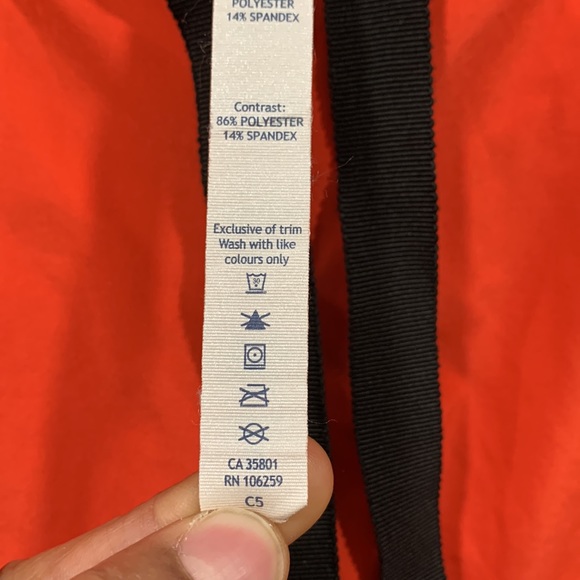 POLYESTER
14% SPANDEX
Contrast:
86% POLYESTER
14% SPANDEX
Exclusive of trim
Wash with like
colours only
30
CA 35801
RN 106259
C5